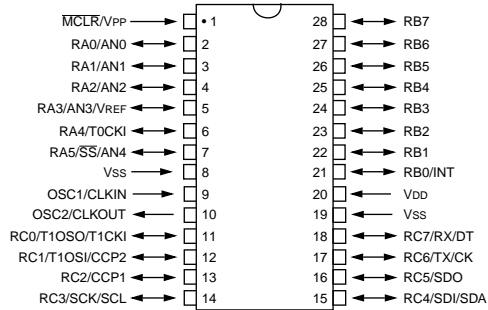 MCLR/VPP 1 28 RB7
RA0/AN0 2 27 RB6
RA1/AN1 3 26 RB5
RA2/AN2 4 25 RB4
RA3/AN3/VREF 5 24 RB3
RA4/T0CKI 6 23 RB2
RA5/SS/AN4 7 22 RB1
VSS 8 21 RB0/INT
OSC1/CLKIN 9 20 VDD
OSC2/CLKOUT 10 19 VSS
RC0/T1OSO/T1CKI 11 18 RC7/RX/DT
RC1/T1OSI/CCP2 12 17 RC6/TX/CK
RC2/CCP1 13 16 RC5/SDO
RC3/SCK/SCL 14 15 RC4/SDI/SDA